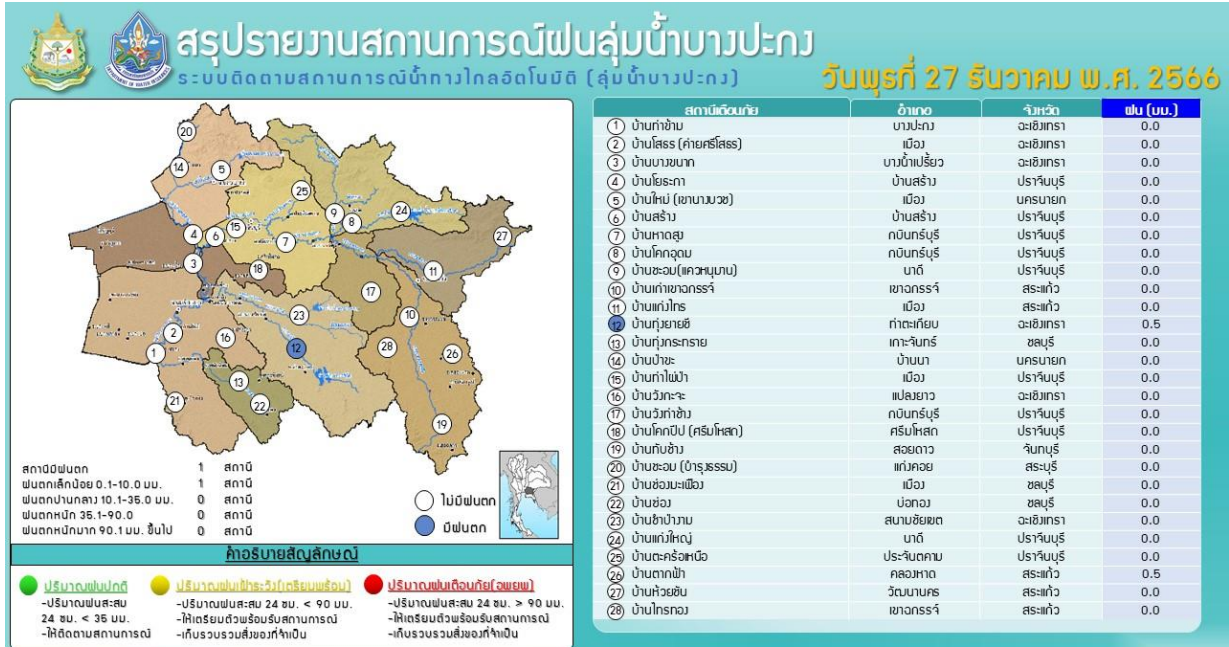 สรุปรายงานสถานการณ์ฝนลุ่มน้ำบางปะกง
ระบบติดตามสถานการณ์น้ำทางไกลอัตโนมัติ (ลุ่มน้ำบางปะกง)
วันพุธที่ 27 ธันวาคม พ.ศ. 2566
สถานีเตือนภัย อำเภอ จังหวัด ฝน (มม.)
1 บ้านท่าข้าม บางปะกง ฉะเชิงเทรา 0.0
2 บ้านโสธร (ค่ายศรีโสธร) เมือง ฉะเชิงเทรา 0.0
3 บ้านบางขนาก บางน้ำเปรี้ยว ฉะเชิงเทรา 0.0
4 บ้านโยธะกา บ้านสร้าง ปราจีนบุรี 0.0
5 บ้านใหม่ (เขานางบวช) เมือง นครนายก 0.0
6 บ้านสร้าง บ้านสร้าง ปราจีนบุรี 0.0
7 บ้านหาดสูง กบินทร์บุรี ปราจีนบุรี 0.0
8 บ้านโคกอุดม กบินทร์บุรี ปราจีนบุรี 0.0
9 บ้านชะอม(แควหนุมาน) นาดี ปราจีนบุรี 0.0
10 บ้านเก่าเขาฉกรรจ์ เขาฉกรรจ์ สระแก้ว 0.0
11 บ้านแก่งไทร เมือง สระแก้ว 0.0
12 บ้านทุ่งยายชี ท่าตะเกียบ ฉะเชิงเทรา 0.5
13 บ้านทุ่งกระทราย เกาะจันทร์ ชลบุรี 0.0
14 บ้านป่าขะ บ้านนา นครนายก 0.0
15 บ้านท่าไผ่ป่า เมือง ปราจีนบุรี 0.0
16 บ้านวังกะจะ แปลงยาว ฉะเชิงเทรา 0.0
17 บ้านวังท่าช้าง กบินทร์บุรี ปราจีนบุรี 0.0
18 บ้านโคกปีป (ศรีมโหสถ) ศรีมโหสถ ปราจีนบุรี 0.0
19 บ้านทับช้าง สอยดาว จันทบุรี 0.0
20 บ้านชะอม (บำรุงธรรม) แก่งคอย สระบุรี 0.0
21 บ้านช่องมะเฟือง เมือง ชลบุรี 0.0
22 บ้านช่อง บ่อทอง ชลบุรี 0.0
23 บ้านชำป่างาม สนามชัยเขต ฉะเชิงเทรา 0.0
24 บ้านแก่งใหญ่ นาดี ปราจีนบุรี 0.0
25 บ้านตะคร้อเหนือ ประจันตคาม ปราจีนบุรี 0.0
26 บ้านตากฟ้า คลองหาด สระแก้ว 0.5
27 บ้านห้วยชัน วัฒนานคร สระแก้ว 0.0
28 บ้านไทรทอง เขาฉกรรจ์ สระแก้ว 0.0
20
14
5
25
9
8
24
27
4
6
15
7
3
18
11
17
23
10
2
16
12
28
26
1
13
21
22
19
สถานีมีฝนตก 1 สถานี
ฝนตกเล็กน้อย 0.1-10.0 มม. 1 สถานี
ฝนตกปานกลาง 10.1-35.0 มม. 0 สถานี
ฝนตกหนัก 35.1-90.0 0 สถานี
ฝนตกหนักมาก 90.1 มม. ขึ้นไป 0 สถานี
ไม่มีฝนตก
มีฝนตก
คำอธิบายสัญลักษณ์
ปริมาณฝนปกติ
-ปริมาณฝนสะสม
24 ชม. < 35 มม.
-ให้ติดตามสถานการณ์
ปริมาณฝนเฝ้าระวัง(เตรียมพร้อม)
-ปริมาณฝนสะสม 24 ชม. < 90 มม.
-ให้เตรียมตัวพร้อมรับสถานการณ์
-เก็บรวบรวมสิ่งของที่จำเป็น
ปริมาณฝนเตือนภัย(อพยพ)
-ปริมาณฝนสะสม 24 ชม. > 90 มม.
-ให้เตรียมตัวพร้อมรับสถานการณ์
-เก็บรวบรวมสิ่งของที่จำเป็น